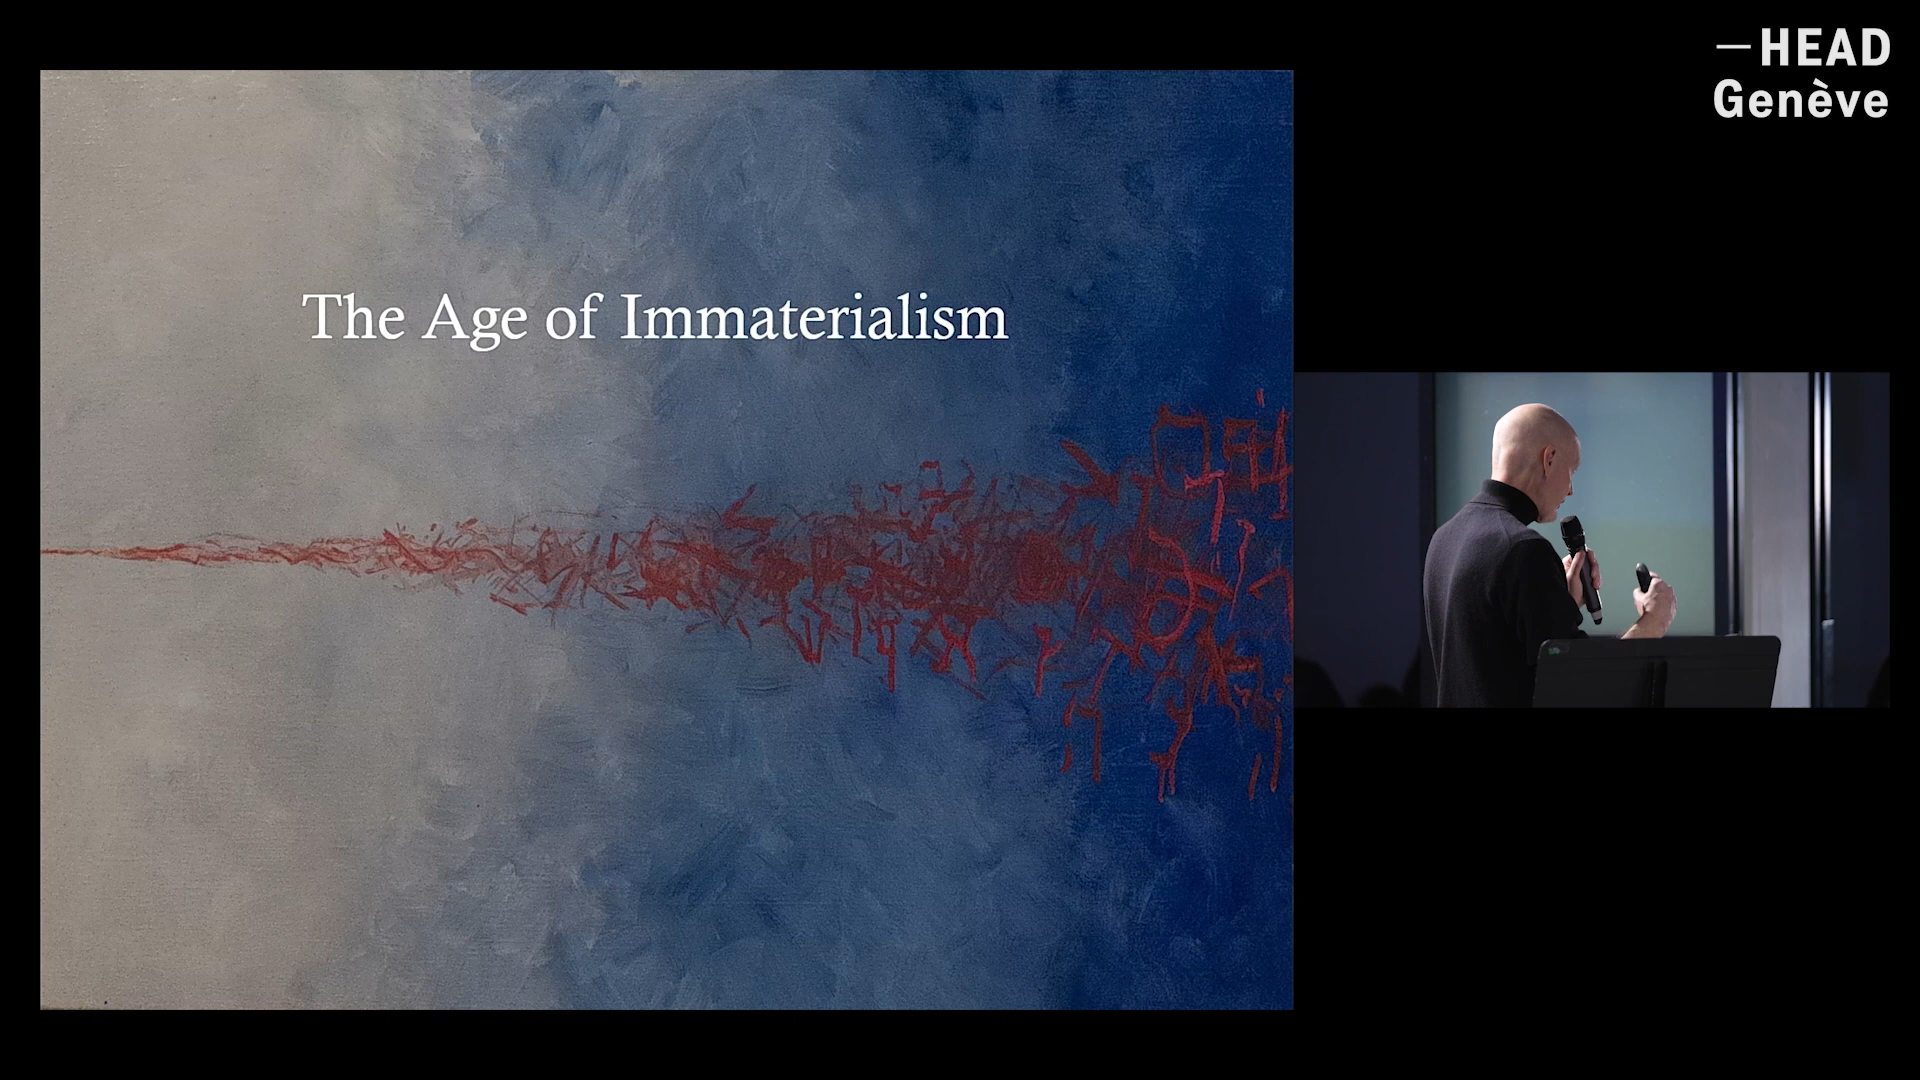 —HEAD
Genève
The Age of Immaterialism